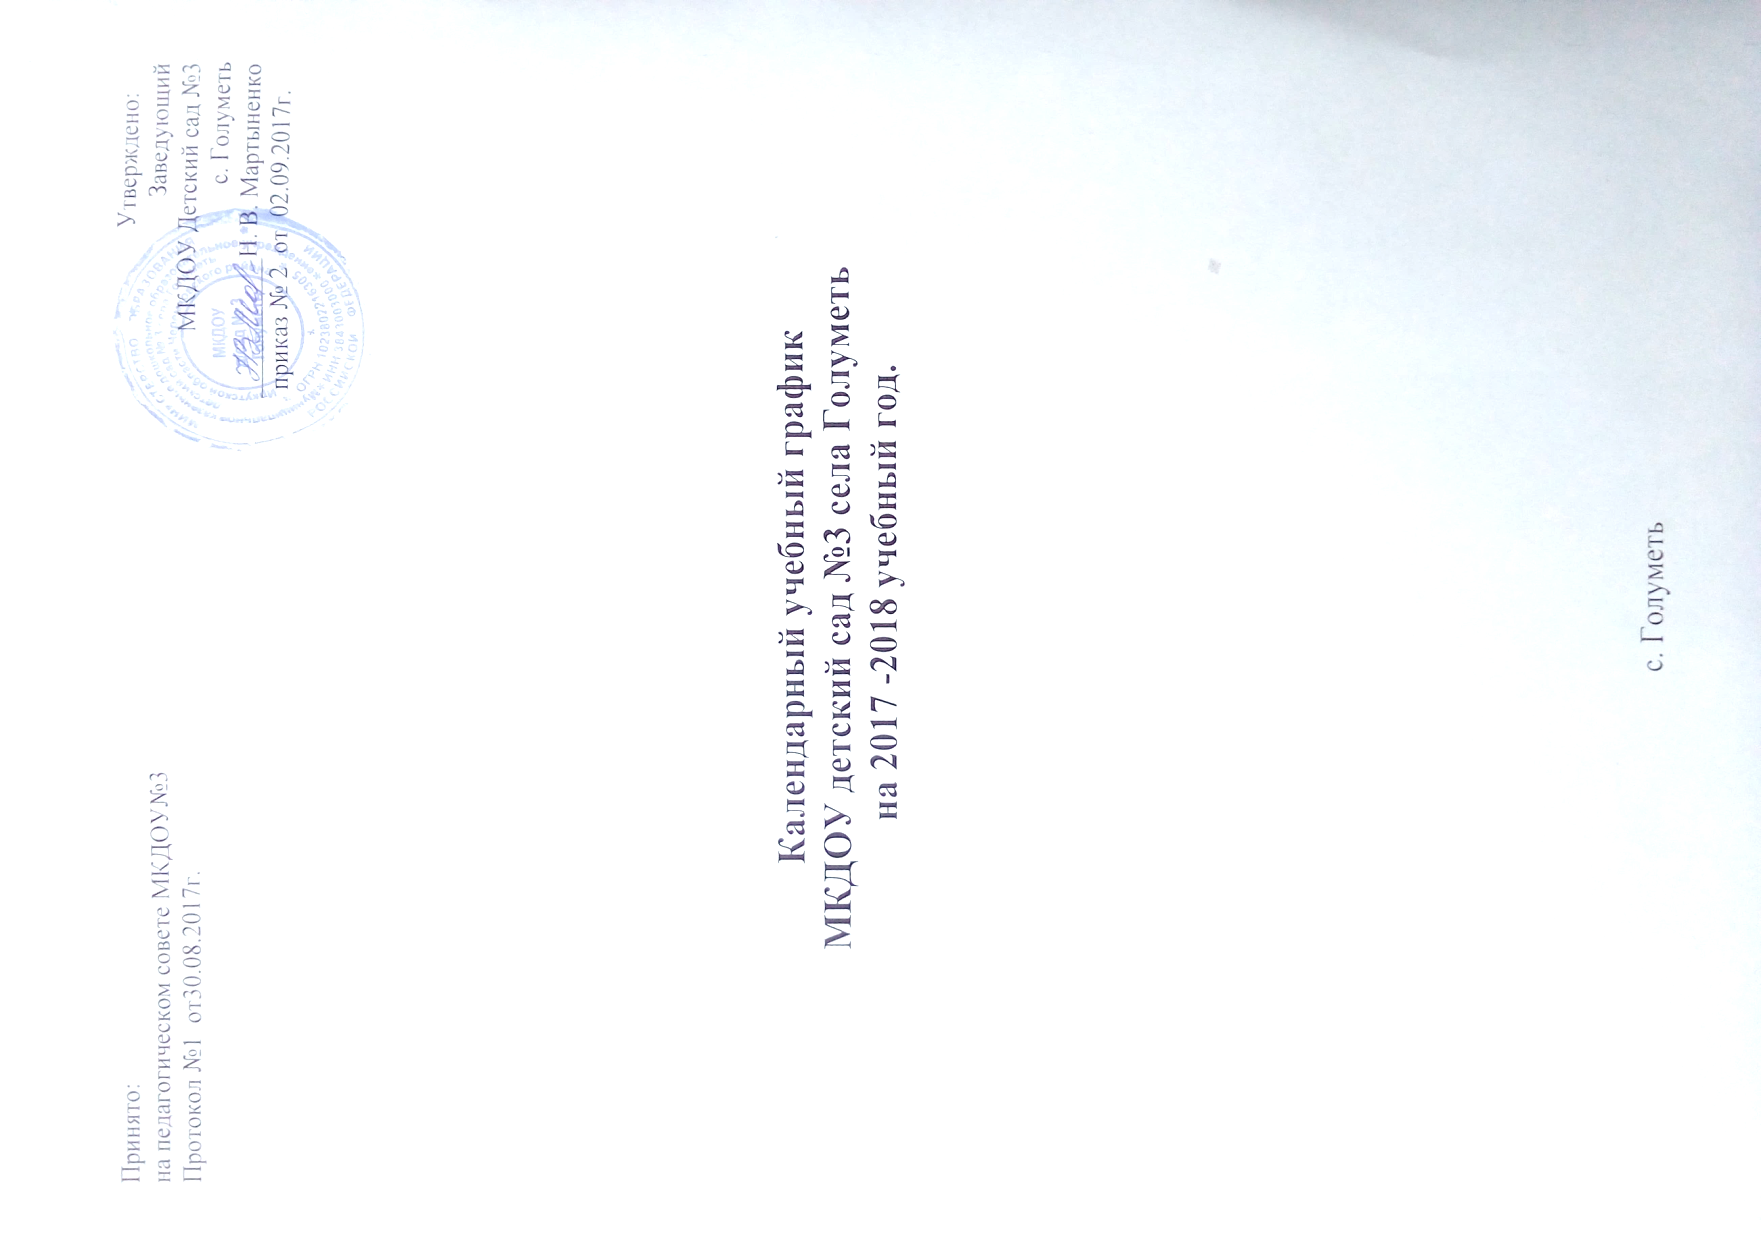 Принято:
на педагогическом совете МКДОУ№3
Протокол №1 от30.08.2017г.
Утверждено:
Заведующий
МКДОУ Детский сад №3
с. Голуметь
Н. В. Мартыненко
приказ № 2 от 02.09.2017г.
МКДОУ
Календарный учебный график
МКДОУ детский сад №3 села Голуметь
на 2017 -2018 учебный год.
с. Голуметь